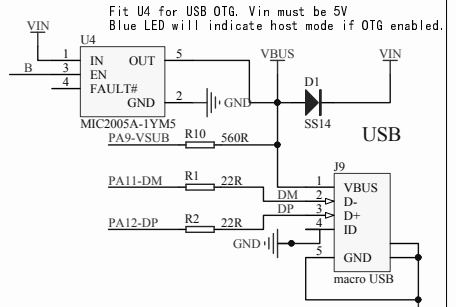 Fit U4 for USB OTG. Vin must be 5V
Blue LED will indicate host mode if OTG enabled.
VIN
U4
VBUS
VIN
1 IN OUT 5
B 3 EN
4 FAULT#
GND 2 GND
D1
SS14
MIC2005A-1YM5
USB
PA9-VSUB R10 560R
J9
PA11-DM R1 22R
1 VBUS
DM 2 D-
PA12-DP R2 22R
DP 3 D+
4 ID
GND
5 GND
macro USB